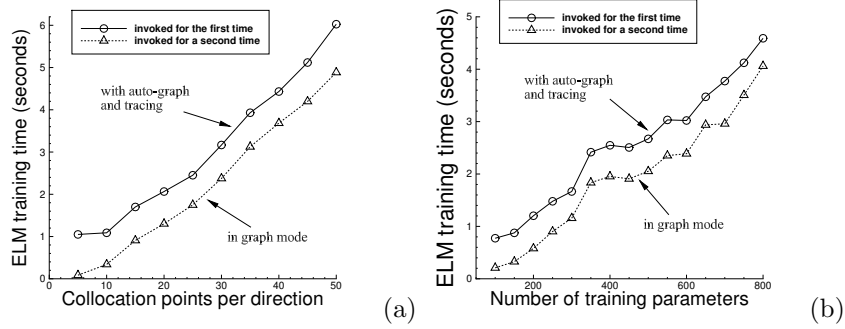 invoked for the first time
invoked for a second time
with auto-graph
and tracing
in graph mode
ELM training time (seconds)
0
1
2
3
4
5
6
0
10
20
30
40
50
Collocation points per direction
(a)
invoked for the first time
invoked for a second time
with auto-graph
and tracing
in graph mode
ELM training time (seconds)
0
1
2
3
4
5
200
400
600
800
Number of training parameters
(b)